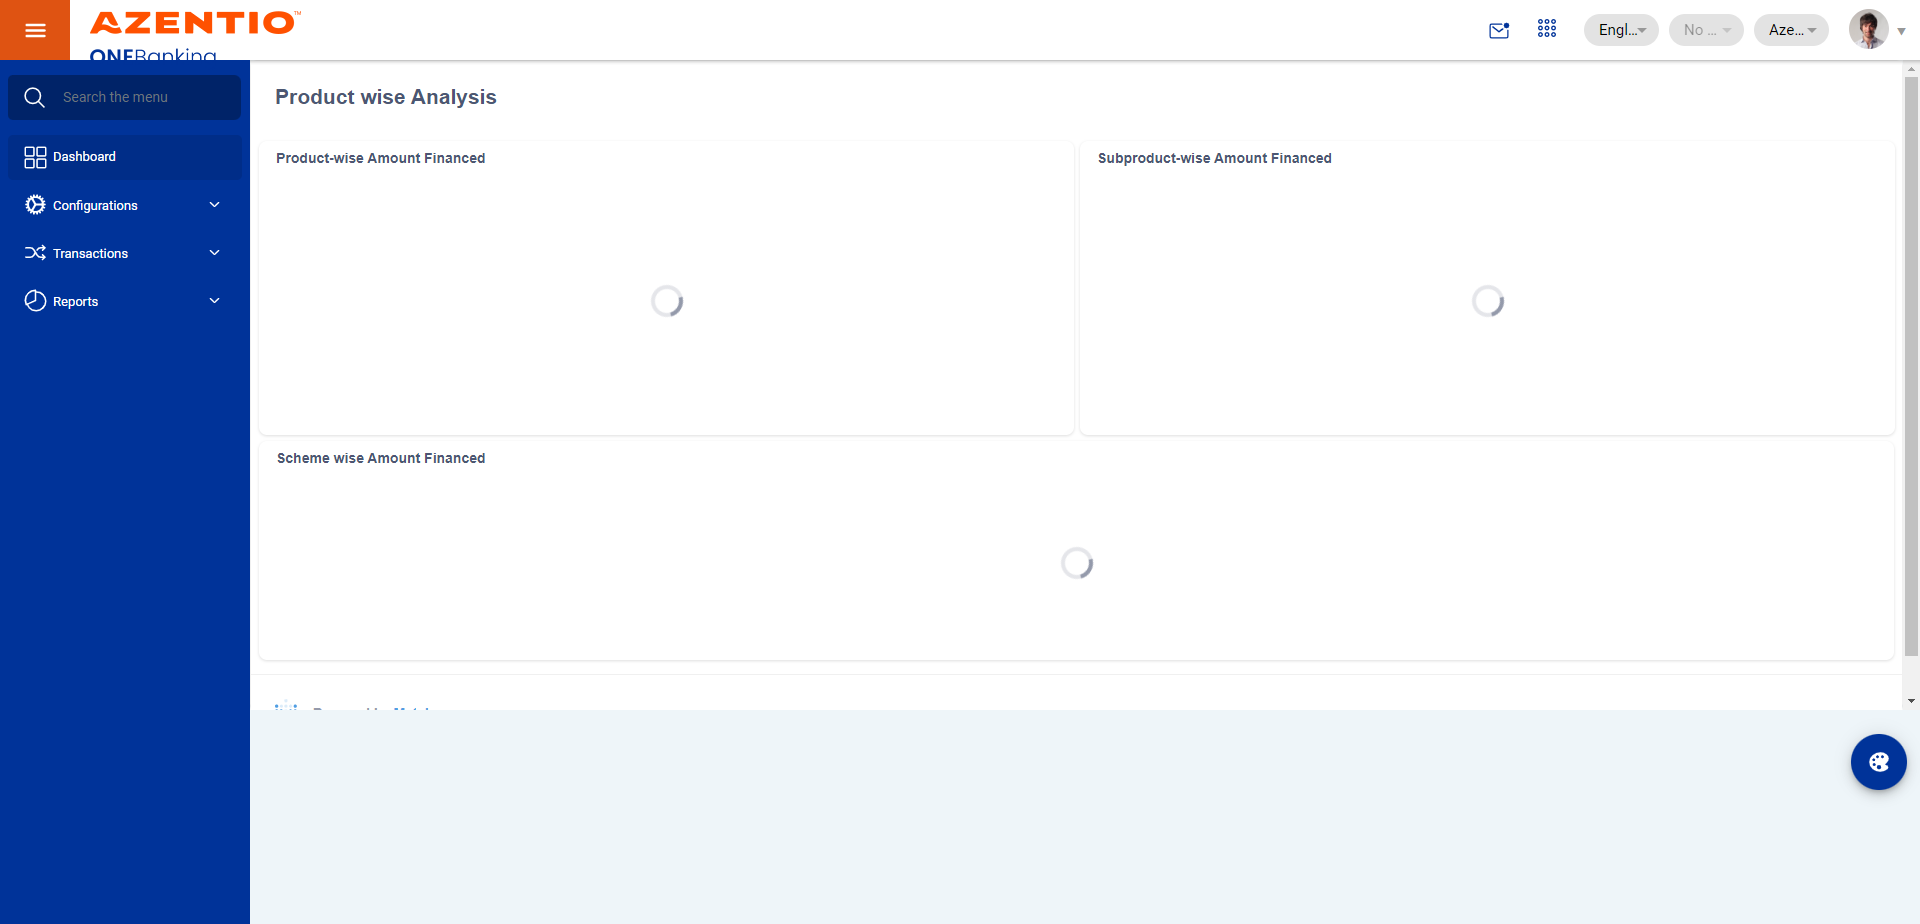 AZENTIO™
ONEBanking
Engl...
No ...
Aze...
Search the menu
Dashboard
Configurations
Transactions
Reports
Product wise Analysis
Product-wise Amount Financed
Subproduct-wise Amount Financed
Scheme wise Amount Financed